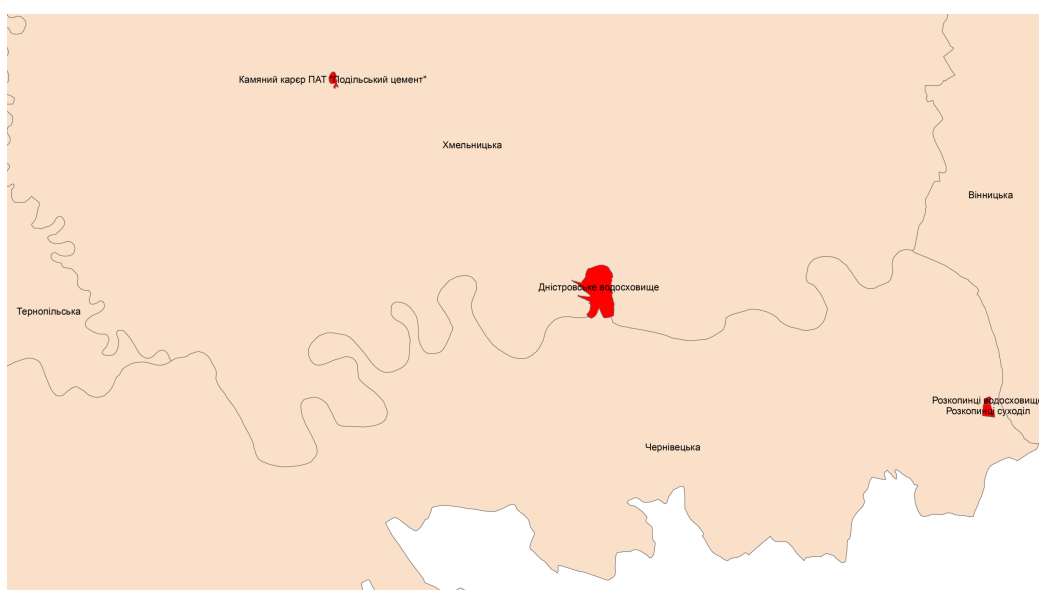 Камяний карєр ПАТ "Подільський цемент"
Хмельницька
Вінницька
Дністровське водосховище
Тернопільська
Розкопинці водосховище
Розкопинці суходіл
Чернівецька